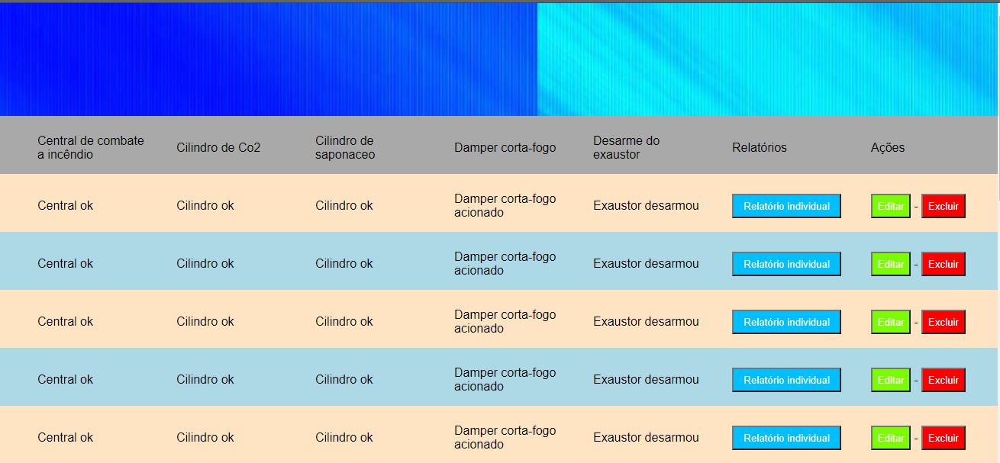 Central de combate
a incêndio
Cilindro de Co2
Cilindro de
saponaceo
Damper corta-fogo
Desarme do
exaustor
Relatórios
Ações
Central ok
Cilindro ok
Cilindro ok
Damper corta-fogo
acionado
Exaustor desarmou
Relatório individual
Editar - Excluir
Central ok
Cilindro ok
Cilindro ok
Damper corta-fogo
acionado
Exaustor desarmou
Relatório individual
Editar - Excluir
Central ok
Cilindro ok
Cilindro ok
Damper corta-fogo
acionado
Exaustor desarmou
Relatório individual
Editar - Excluir
Central ok
Cilindro ok
Cilindro ok
Damper corta-fogo
acionado
Exaustor desarmou
Relatório individual
Editar - Excluir
Central ok
Cilindro ok
Cilindro ok
Damper corta-fogo
acionado
Exaustor desarmou
Relatório individual
Editar - Excluir